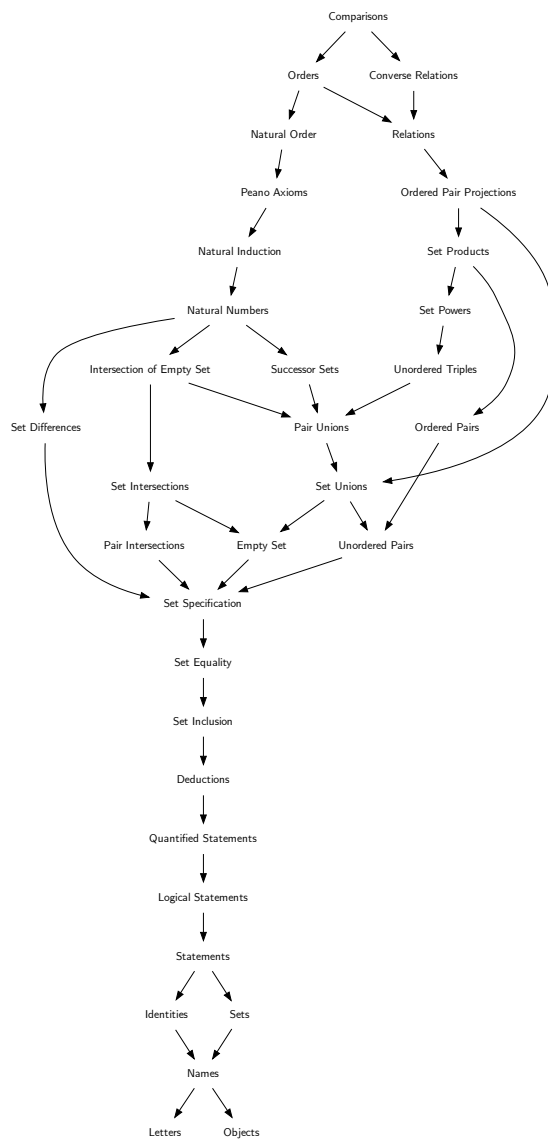 Comparisons
Orders
Converse Relations
Natural Order
Relations
Peano Axioms
Ordered Pair Projections
Natural Induction
Set Products
Natural Numbers
Set Powers
Intersection of Empty Set
Successor Sets
Unordered Triples
Set Differences
Pair Unions
Ordered Pairs
Set Intersections
Set Unions
Pair Intersections
Empty Set
Unordered Pairs
Set Specification
Set Equality
Set Inclusion
Deductions
Quantified Statements
Logical Statements
Statements
Identities
Sets
Names
Letters
Objects